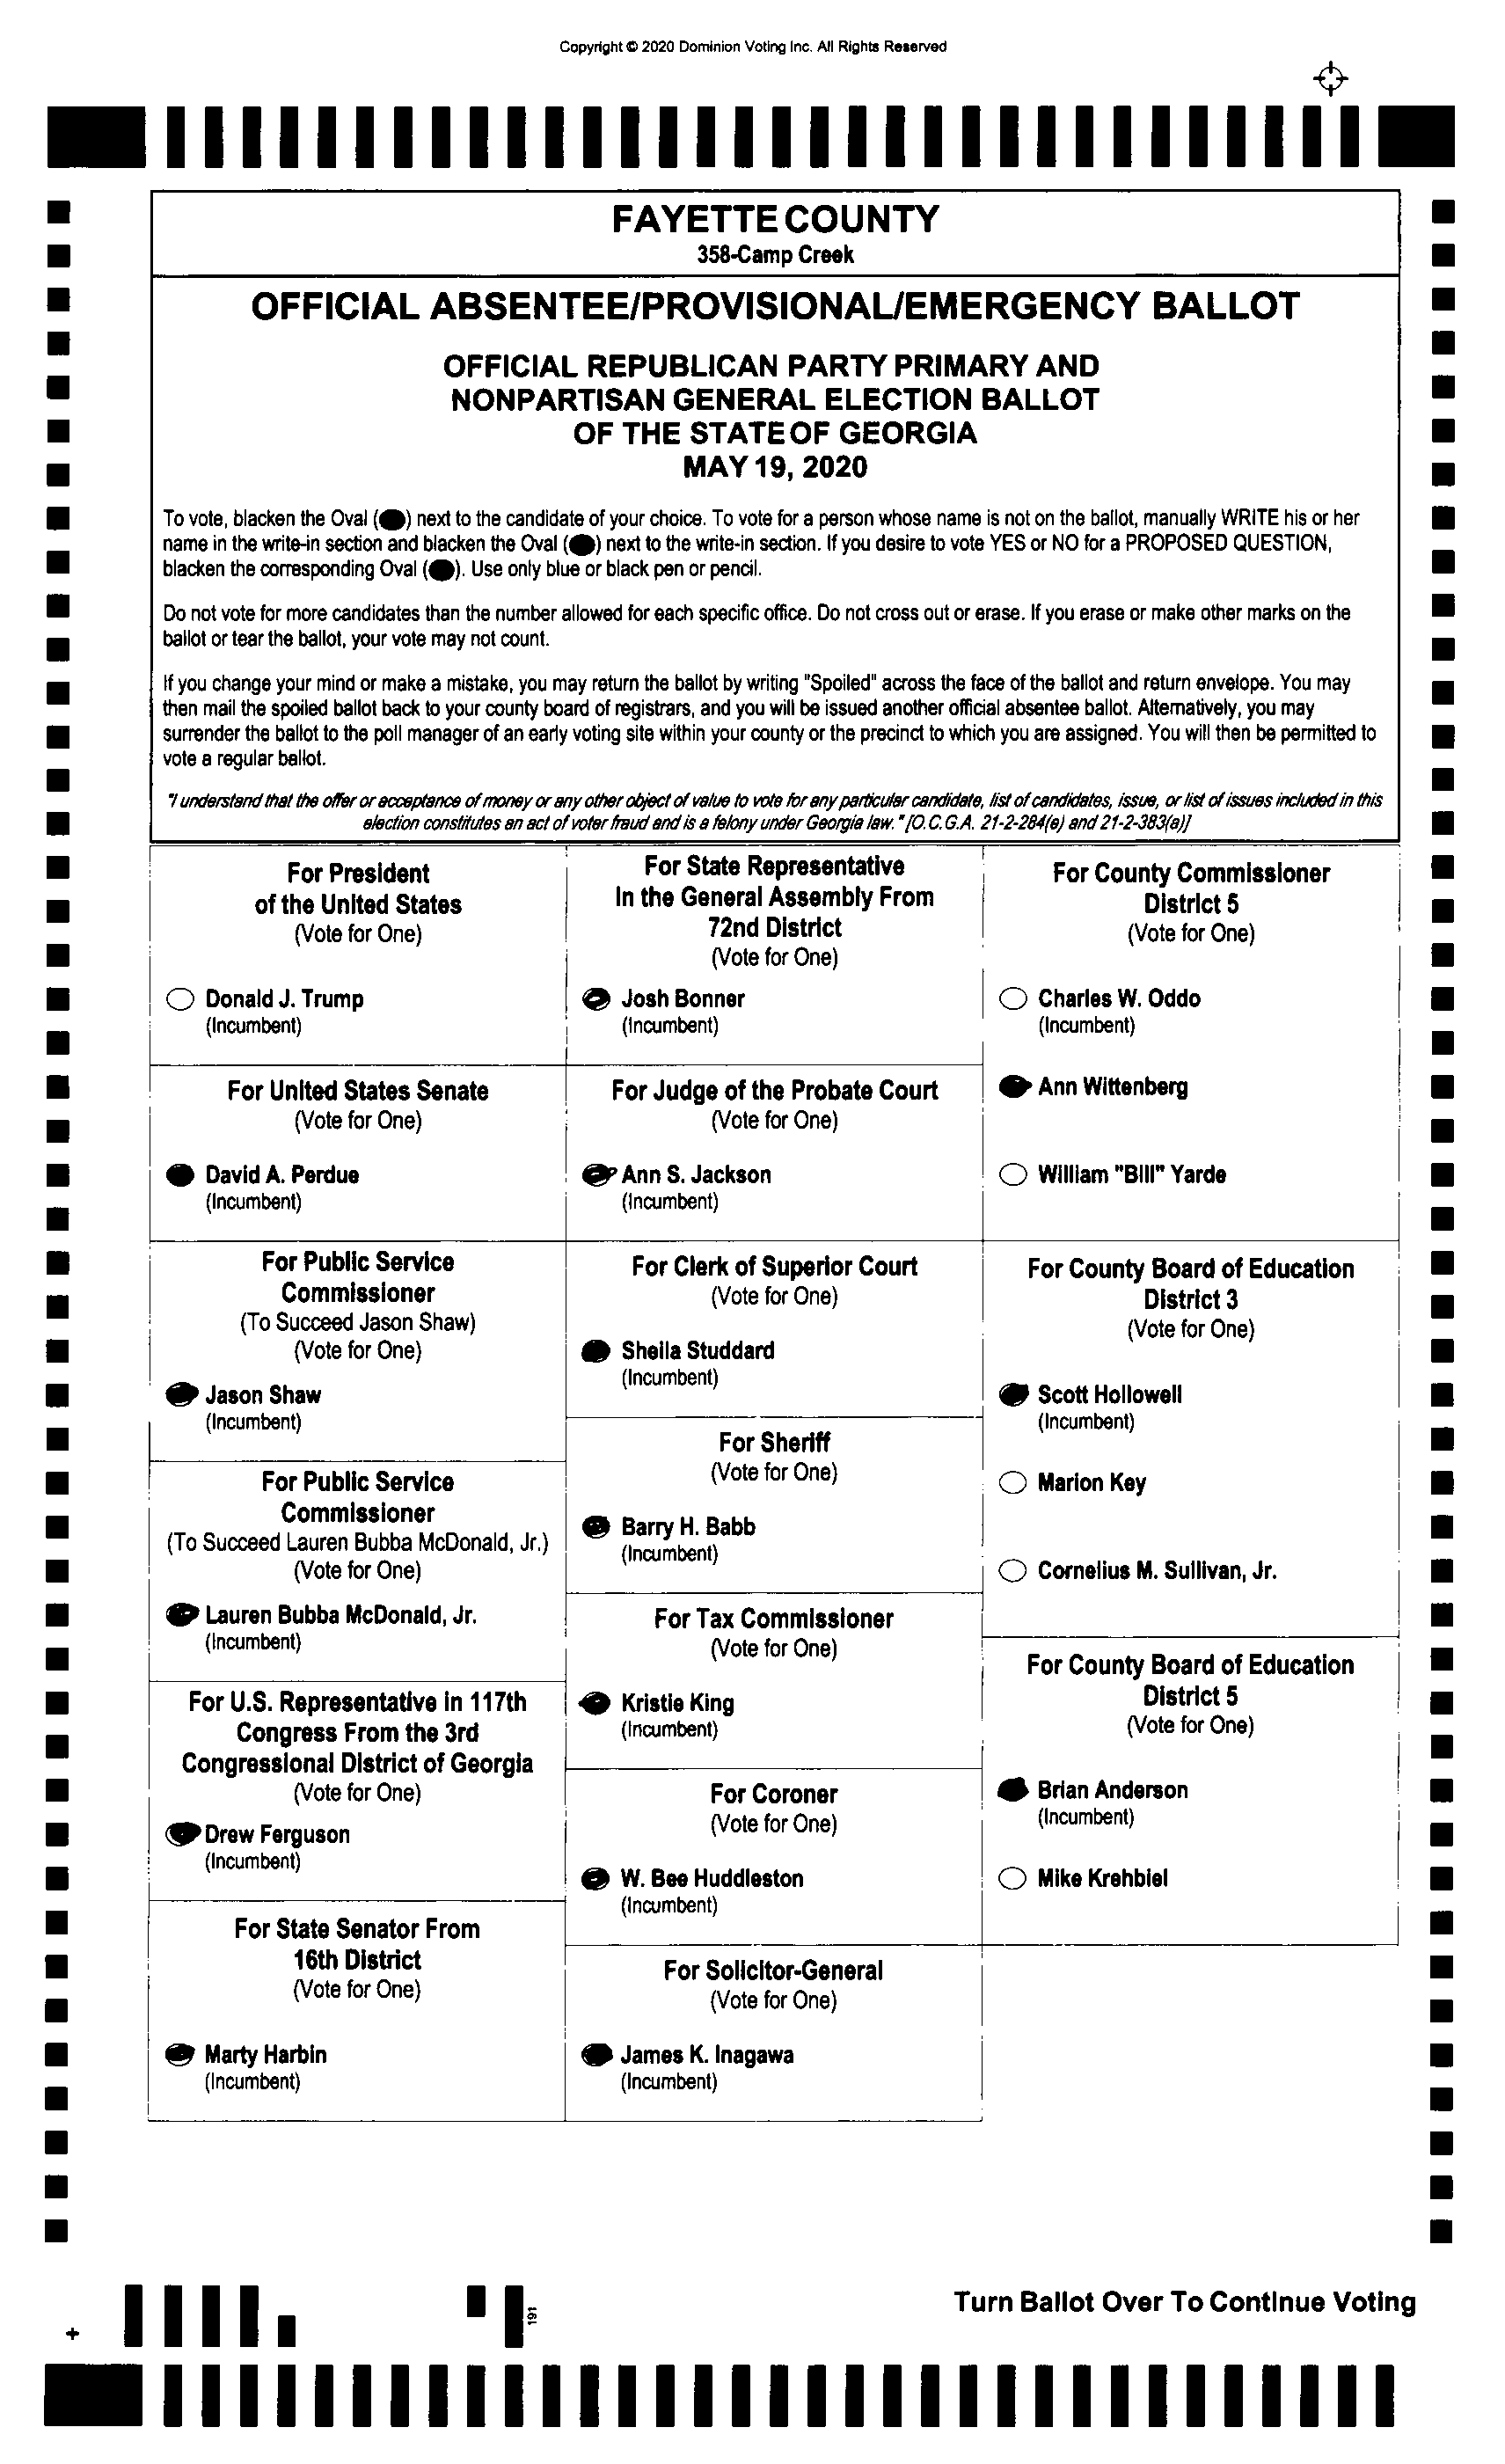 Copyright © 2020 Dominion Voting Inc. All Rights Reserved
FAYETTE COUNTY
358-Camp Creek
OFFICIAL ABSENTEE/PROVISIONAL/EMERGENCY BALLOT
OFFICIAL REPUBLICAN PARTY PRIMARY AND
NONPARTISAN GENERAL ELECTION BALLOT
OF THE STATE OF GEORGIA
MAY 19, 2020
To vote, blacken the Oval (●) next to the candidate of your choice. To vote for a person whose name is not on the ballot, manually WRITE his or her
name in the write-in section and blacken the Oval (●) next to the write-in section. If you desire to vote YES or NO for a PROPOSED QUESTION,
blacken the corresponding Oval (●). Use only blue or black pen or pencil.
Do not vote for more candidates than the number allowed for each specific office. Do not cross out or erase. If you erase or make other marks on the
ballot or tear the ballot, your vote may not count.
If you change your mind or make a mistake, you may return the ballot by writing "Spoiled" across the face of the ballot and return envelope. You may
then mail the spoiled ballot back to your county board of registrars, and you will be issued another official absentee ballot. Alternatively, you may
surrender the ballot to the poll manager of an early voting site within your county or the precinct to which you are assigned. You will then be permitted to
vote a regular ballot.
"I understand that the offer or acceptance of money or any other object of value to vote for any particular candidate, list of candidates, issue, or list of issues included in this
election constitutes an act of voter fraud and is a felony under Georgia law." [O.C.G.A. 21-2-284(e) and 21-2-383(a)]
For President
of the United States
(Vote for One)
Donald J. Trump
(Incumbent)
For United States Senate
(Vote for One)
David A. Perdue
(Incumbent)
For Public Service
Commissioner
(To Succeed Jason Shaw)
(Vote for One)
Jason Shaw
(Incumbent)
For Public Service
Commissioner
(To Succeed Lauren Bubba McDonald, Jr.)
(Vote for One)
Lauren Bubba McDonald, Jr.
(Incumbent)
For U.S. Representative in 117th
Congress From the 3rd
Congressional District of Georgia
(Vote for One)
Drew Ferguson
(Incumbent)
For State Senator From
16th District
(Vote for One)
Marty Harbin
(Incumbent)
For State Representative
In the General Assembly From
72nd District
(Vote for One)
Josh Bonner
(Incumbent)
For Judge of the Probate Court
(Vote for One)
Ann S. Jackson
(Incumbent)
For Clerk of Superior Court
(Vote for One)
Sheila Studdard
(Incumbent)
For Sheriff
(Vote for One)
Barry H. Babb
(Incumbent)
For Tax Commissioner
(Vote for One)
Kristie King
(Incumbent)
For Coroner
(Vote for One)
W. Bee Huddleston
(Incumbent)
For Solicitor-General
(Vote for One)
James K. Inagawa
(Incumbent)
For County Commissioner
District 5
(Vote for One)
Charles W. Oddo
(Incumbent)
Ann Wittenberg
William "Bill" Yarde
For County Board of Education
District 3
(Vote for One)
Scott Hollowell
(Incumbent)
Marion Key
Cornelius M. Sullivan, Jr.
For County Board of Education
District 5
(Vote for One)
Brian Anderson
(Incumbent)
Mike Krehbiel
Turn Ballot Over To Continue Voting
191